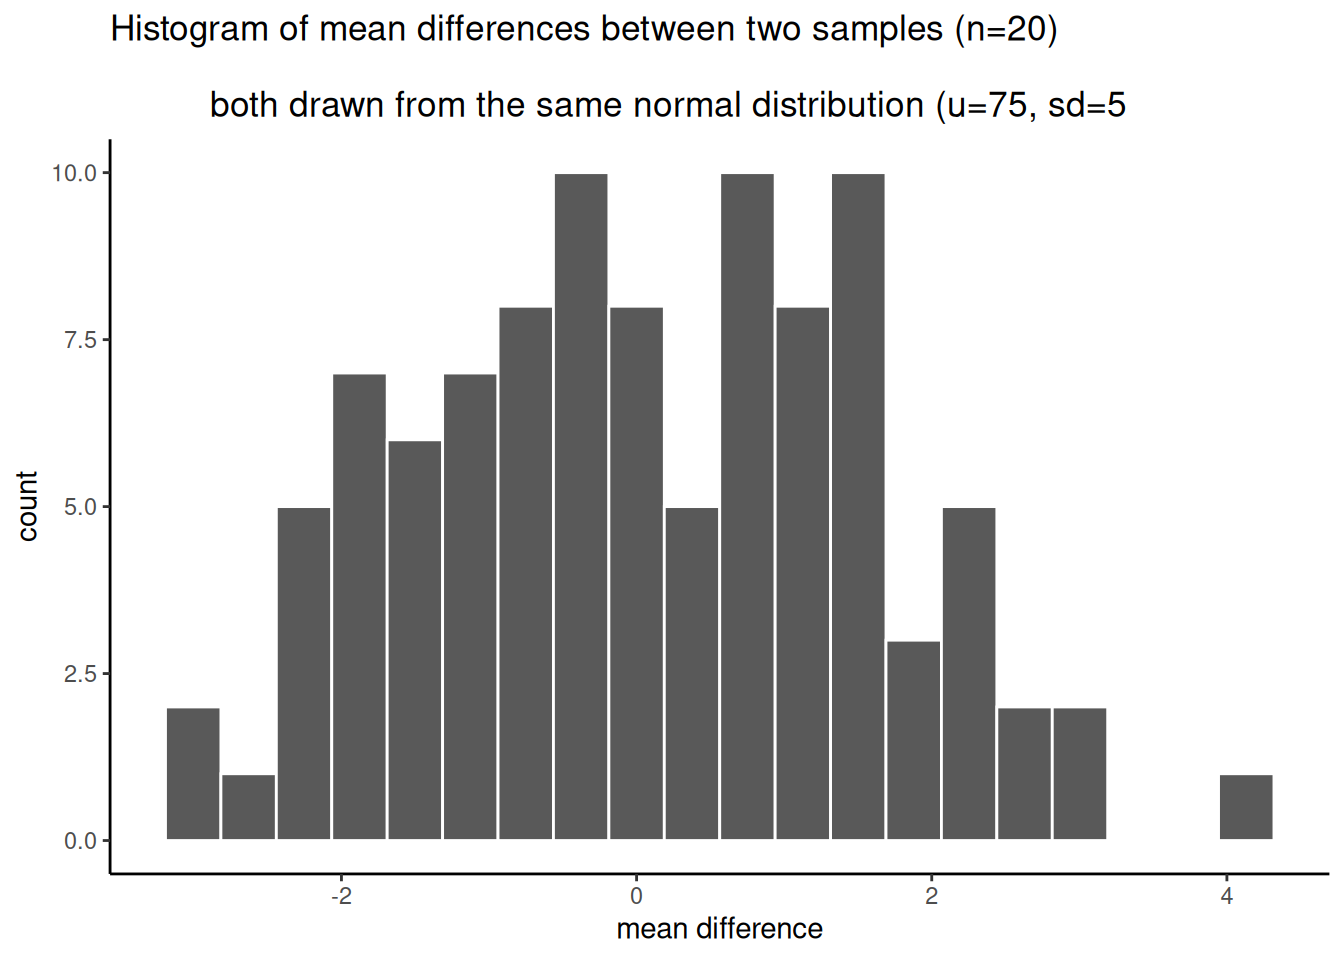 Histogram of mean differences between two samples (n=20)
both drawn from the same normal distribution (u=75, sd=5
10.0
7.5
5.0
2.5
0.0
count
-2
0
2
4
mean difference